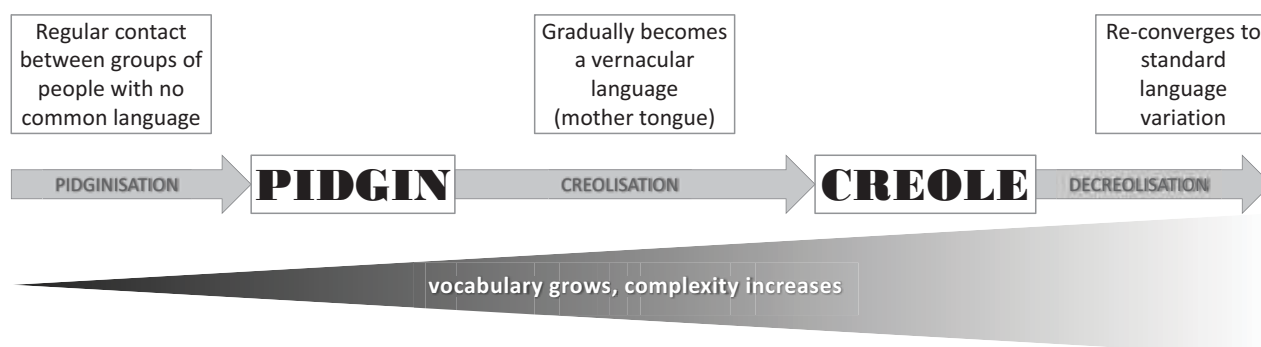 Regular contact
between groups of
people with no
common language
Gradually becomes
a vernacular
language
(mother tongue)
Re-converges to
standard
language
variation
PIDGINISATION
PIDGIN
CREOLISATION
CREOLE
DECREOLISATION
vocabulary grows, complexity increases